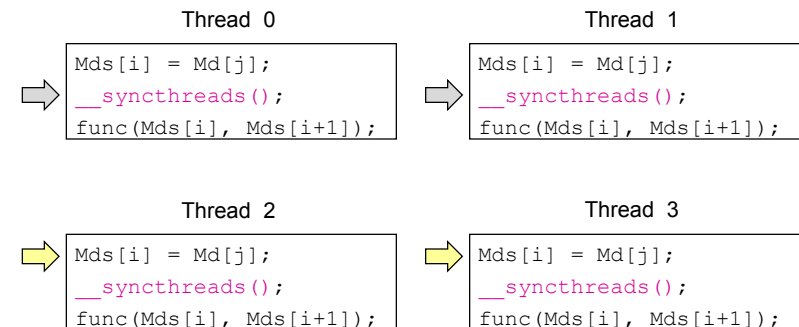 Thread 0
Thread 1
Mds[i] = Md[j];
__syncthreads();
func(Mds[i], Mds[i+1]);
Mds[i] = Md[j];
__syncthreads();
func(Mds[i], Mds[i+1]);
Thread 2
Thread 3
Mds[i] = Md[j];
__syncthreads();
func(Mds[i], Mds[i+1]);
Mds[i] = Md[j];
__syncthreads();
func(Mds[i], Mds[i+1]);